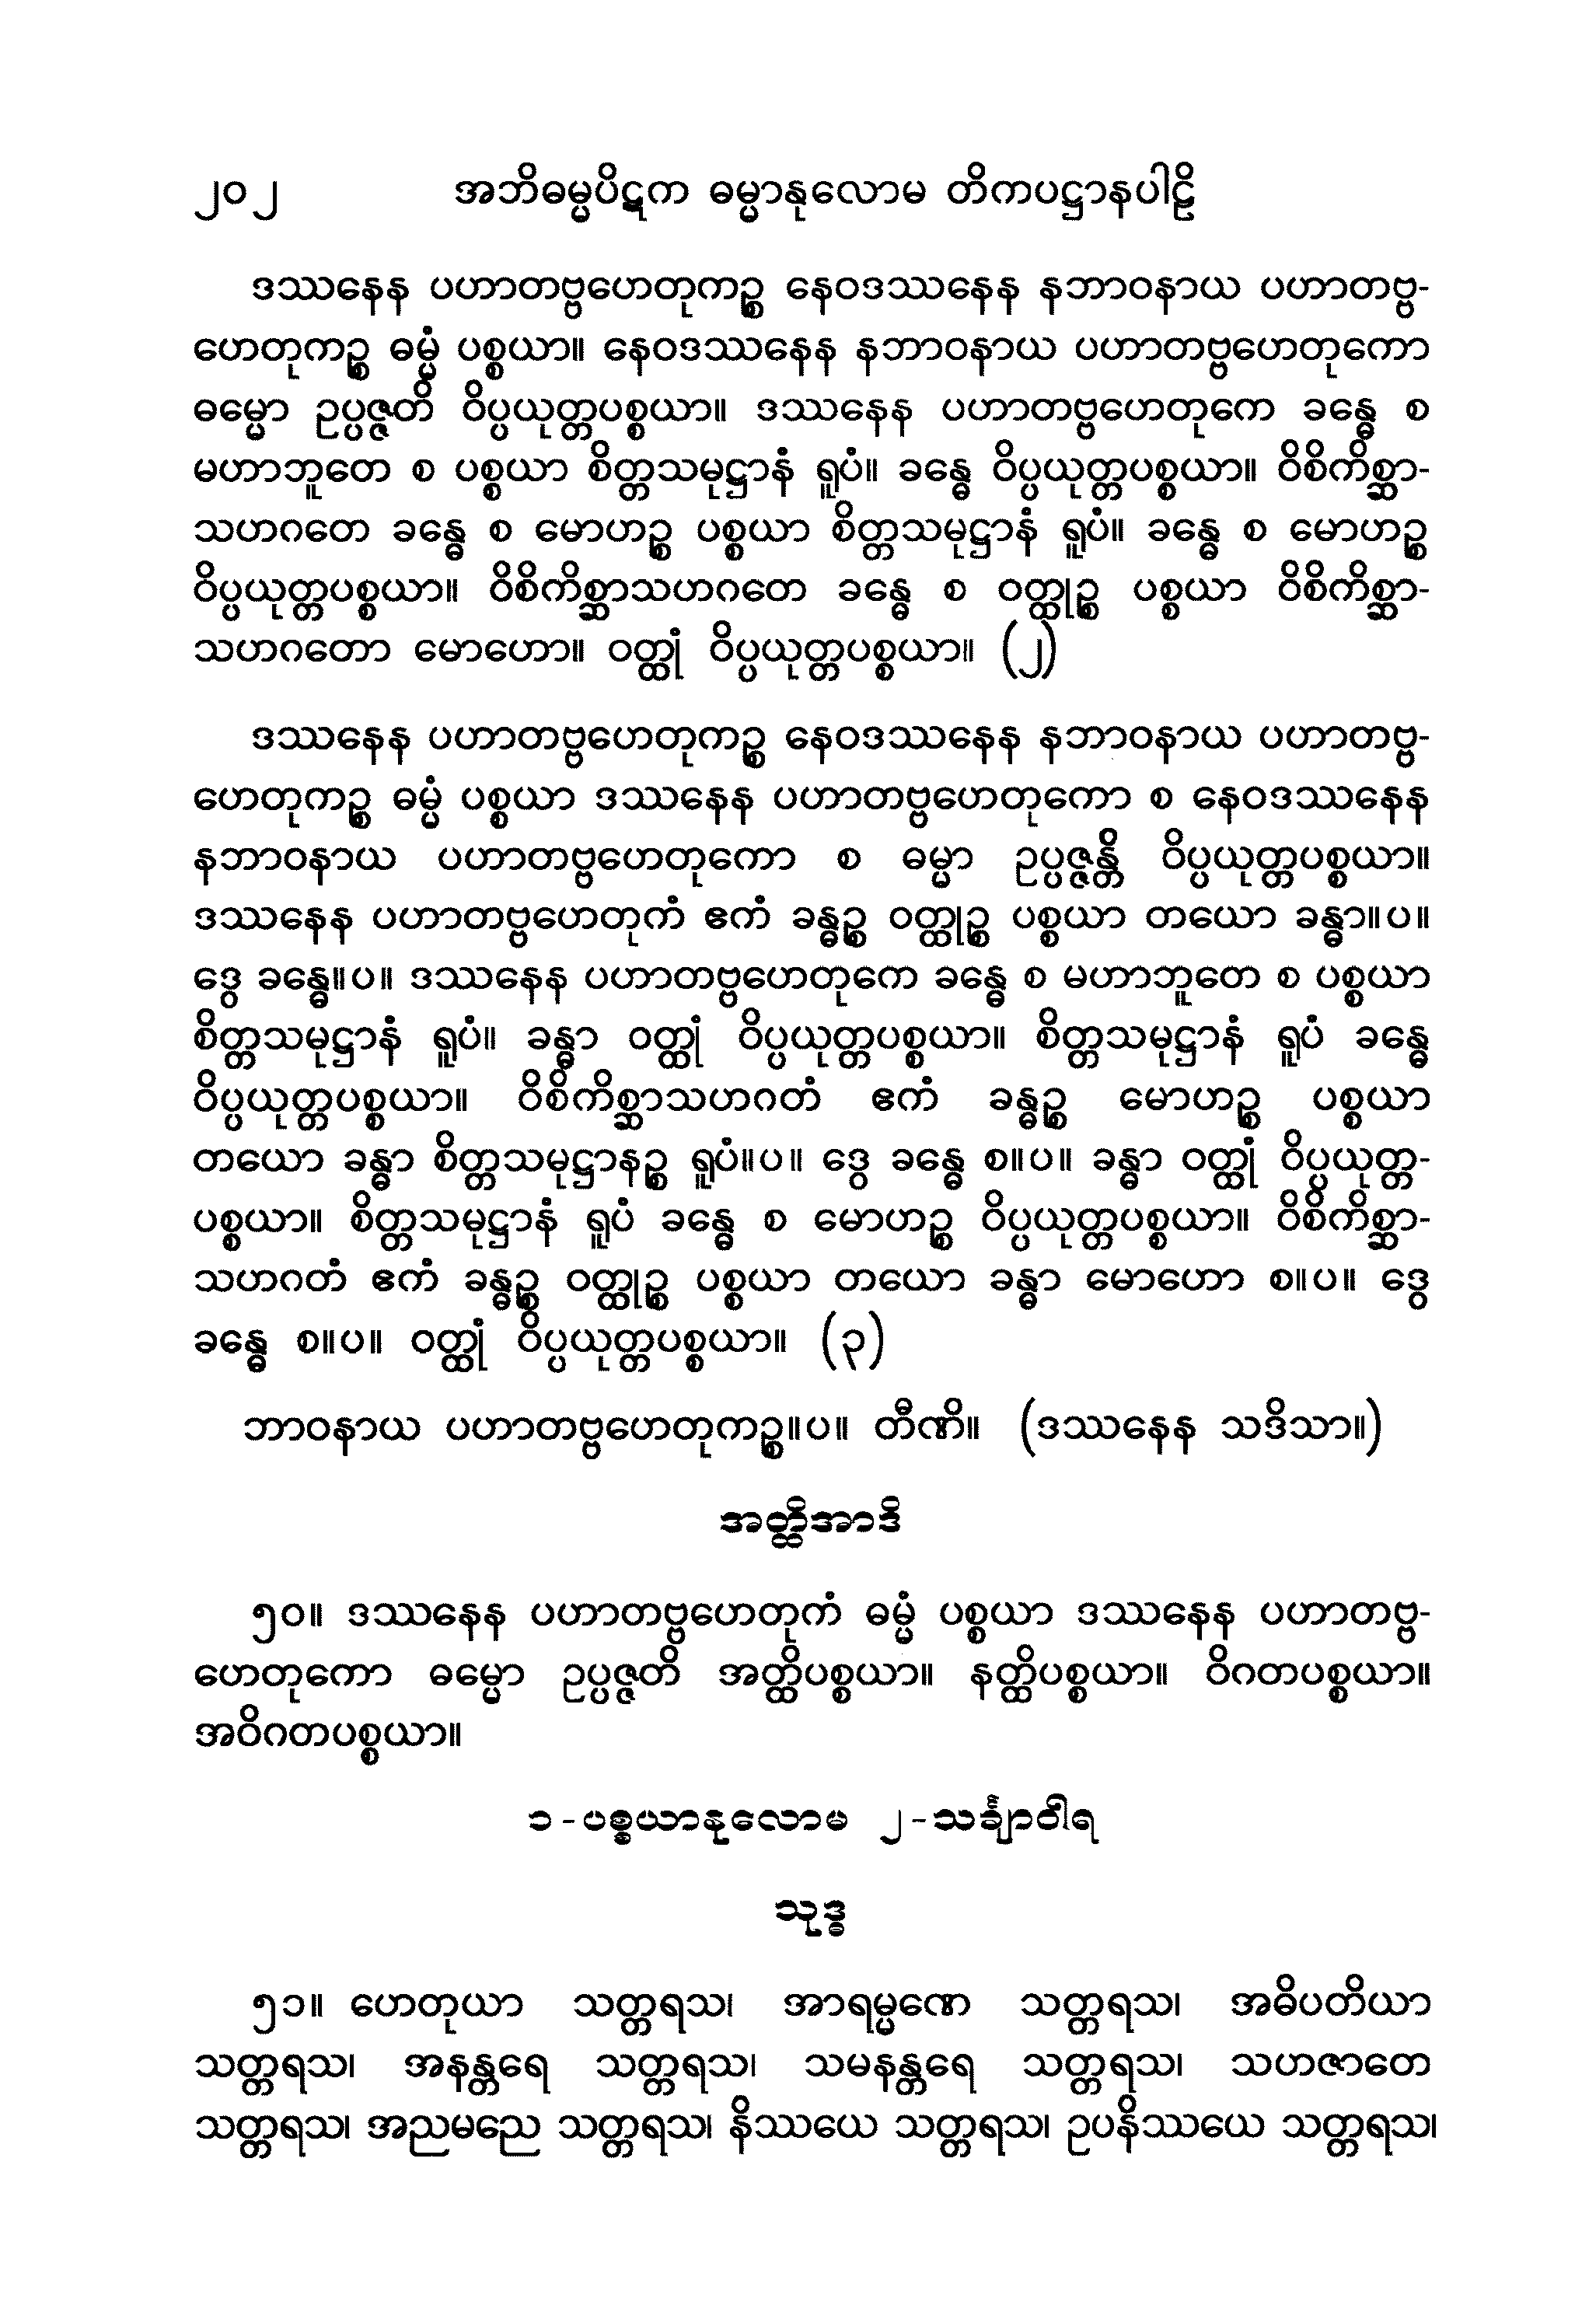 ၂၀၂ အဘိဓမ္မပိဋက ဓမ္မာနုလောမ တိကပဋ္ဌာနပါဠိ
ဒဿနေန ပဟာတဗ္ဗဟေတုကဉ္စ နေဝဒဿနေန နဘာဝနာယ ပဟာတဗ္ဗ-
ဟေတုကဉ္စ ဓမ္မံ ပစ္စယာ။ နေဝဒဿနေန နဘာဝနာယ ပဟာတဗ္ဗဟေတုကော
ဓမ္မော ဥပ္ပဇ္ဇတိ ဝိပ္ပယုတ္တပစ္စယာ။ ဒဿနေန ပဟာတဗ္ဗဟေတုကေ ခန္ဓေ စ
မဟာဘူတေ စ ပစ္စယာ စိတ္တသမုဋ္ဌာနံ ရူပံ။ ခန္ဓေ ဝိပ္ပယုတ္တပစ္စယာ။ ဝိစိကိစ္ဆာ-
သဟဂတေ ခန္ဓေ စ မောဟဉ္စ ပစ္စယာ စိတ္တသမုဋ္ဌာနံ ရူပံ။ ခန္ဓေ စ မောဟဉ္စ
ဝိပ္ပယုတ္တပစ္စယာ။ ဝိစိကိစ္ဆာသဟဂတေ ခန္ဓေ စ ဝတ္ထုဉ္စ ပစ္စယာ ဝိစိကိစ္ဆာ-
သဟဂတော မောဟော။ ဝတ္ထုံ ဝိပ္ပယုတ္တပစ္စယာ။ (၂)
ဒဿနေန ပဟာတဗ္ဗဟေတုကဉ္စ နေဝဒဿနေန နဘာဝနာယ ပဟာတဗ္ဗ-
ဟေတုကဉ္စ ဓမ္မံ ပစ္စယာ ဒဿနေန ပဟာတဗ္ဗဟေတုကော စ နေဝဒဿနေန
နဘာဝနာယ ပဟာတဗ္ဗဟေတုကော စ ဓမ္မာ ဥပ္ပဇ္ဇန္တိ ဝိပ္ပယုတ္တပစ္စယာ။
ဒဿနေန ပဟာတဗ္ဗဟေတုကံ ဧကံ ခန္ဓဉ္စ ဝတ္ထုဉ္စ ပစ္စယာ တယော ခန္ဓာ။ပ။
ဒွေ ခန္ဓေ။ပ။ ဒဿနေန ပဟာတဗ္ဗဟေတုကေ ခန္ဓေ စ မဟာဘူတေ စ ပစ္စယာ
စိတ္တသမုဋ္ဌာနံ ရူပံ။ ခန္ဓာ ဝတ္ထုံ ဝိပ္ပယုတ္တပစ္စယာ။ စိတ္တသမုဋ္ဌာနံ ရူပံ ခန္ဓေ
ဝိပ္ပယုတ္တပစ္စယာ။ ဝိစိကိစ္ဆာသဟဂတံ ဧကံ ခန္ဓဉ္စ မောဟဉ္စ ပစ္စယာ
တယော ခန္ဓာ စိတ္တသမုဋ္ဌာနဉ္စ ရူပံ။ပ။ ဒွေ ခန္ဓေ စ။ပ။ ခန္ဓာ ဝတ္ထုံ ဝိပ္ပယုတ္တ-
ပစ္စယာ။ စိတ္တသမုဋ္ဌာနံ ရူပံ ခန္ဓေ စ မောဟဉ္စ ဝိပ္ပယုတ္တပစ္စယာ။ ဝိစိကိစ္ဆာ-
သဟဂတံ ဧကံ ခန္ဓဉ္စ ဝတ္ထုဉ္စ ပစ္စယာ တယော ခန္ဓာ မောဟော စ။ပ။ ဒွေ
ခန္ဓေ စ။ပ။ ဝတ္ထုံ ဝိပ္ပယုတ္တပစ္စယာ။ (၃)
ဘာဝနာယ ပဟာတဗ္ဗဟေတုကဉ္စ။ပ။ တီဏိ။ (ဒဿနေန သဒိသာ။)
အတ္ထိအာဒိ
၅၀။ ဒဿနေန ပဟာတဗ္ဗဟေတုကံ ဓမ္မံ ပစ္စယာ ဒဿနေန ပဟာတဗ္ဗ-
ဟေတုကော ဓမ္မော ဥပ္ပဇ္ဇတိ အတ္ထိပစ္စယာ။ နတ္ထိပစ္စယာ။ ဝိဂတပစ္စယာ။
အဝိဂတပစ္စယာ။
၁-ပစ္စယာနုလောမ ၂-သင်္ချာဝါရ
သုဒ္ဓ
၅၁။ ဟေတုယာ သတ္တရသ၊ အာရမ္မဏေ သတ္တရသ၊ အဓိပတိယာ
သတ္တရသ၊ အနန္တရေ သတ္တရသ၊ သမနန္တရေ သတ္တရသ၊ သဟဇာတေ
သတ္တရသ၊ အညမညေ သတ္တရသ၊ နိဿယေ သတ္တရသ၊ ဥပနိဿယေ သတ္တရသ၊